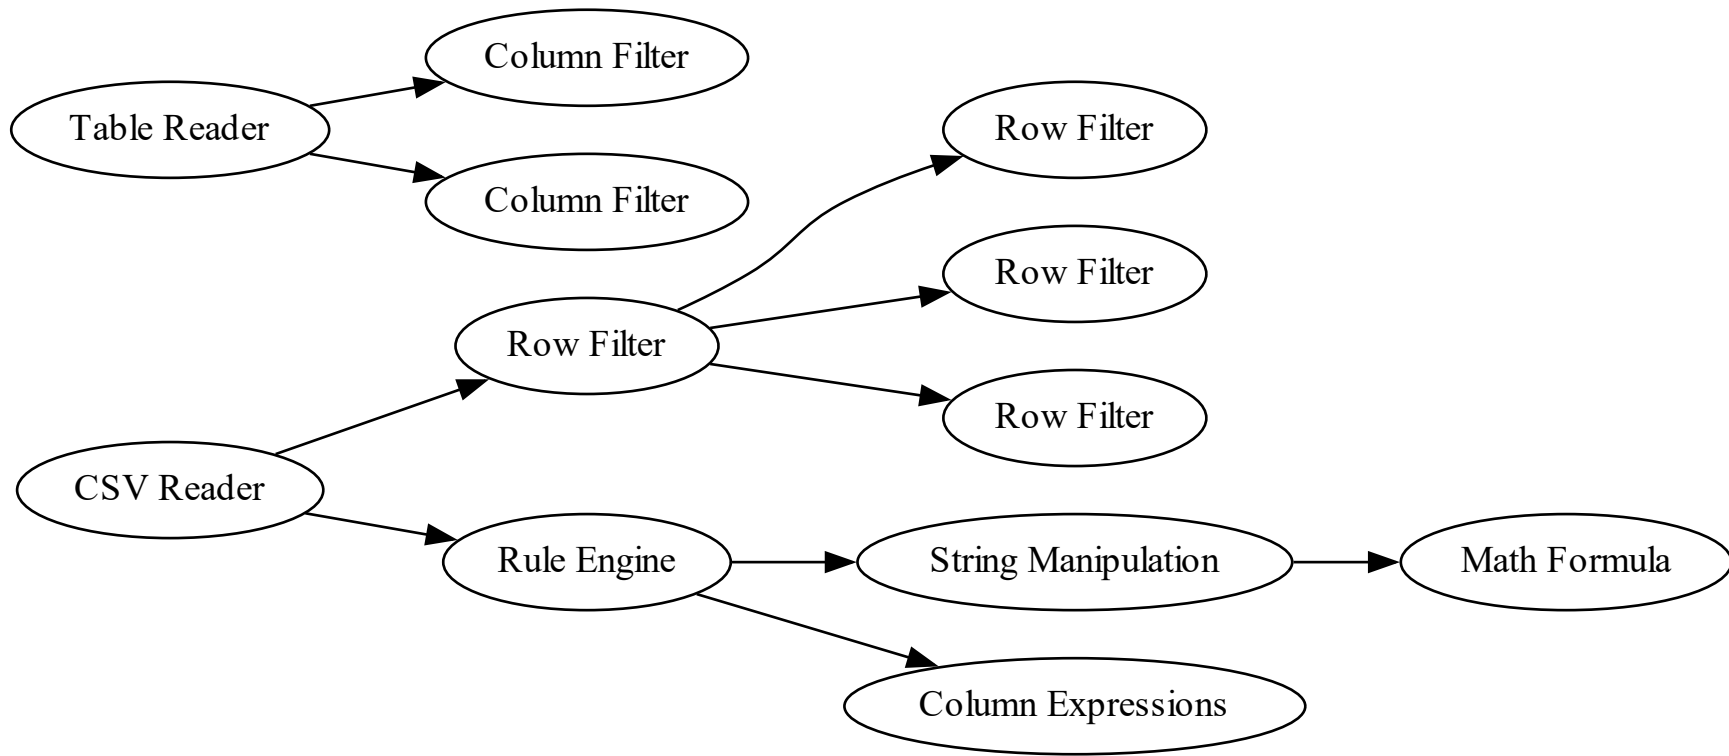 Column Filter
Table Reader
Row Filter
Column Filter
Row Filter
Row Filter
Row Filter
CSV Reader
Rule Engine
String Manipulation
Math Formula
Column Expressions